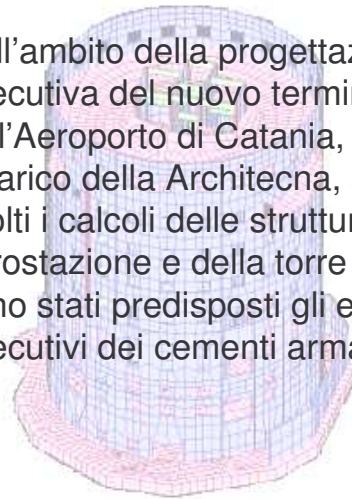 ll’ambito della progettaz
ecutiva del nuovo termin
l’Aeroporto di Catania,
arico della Architecna,
olti i calcoli delle struttur
rostazione e della torre
no stati predisposti gli e
ecutivi dei cementi arma